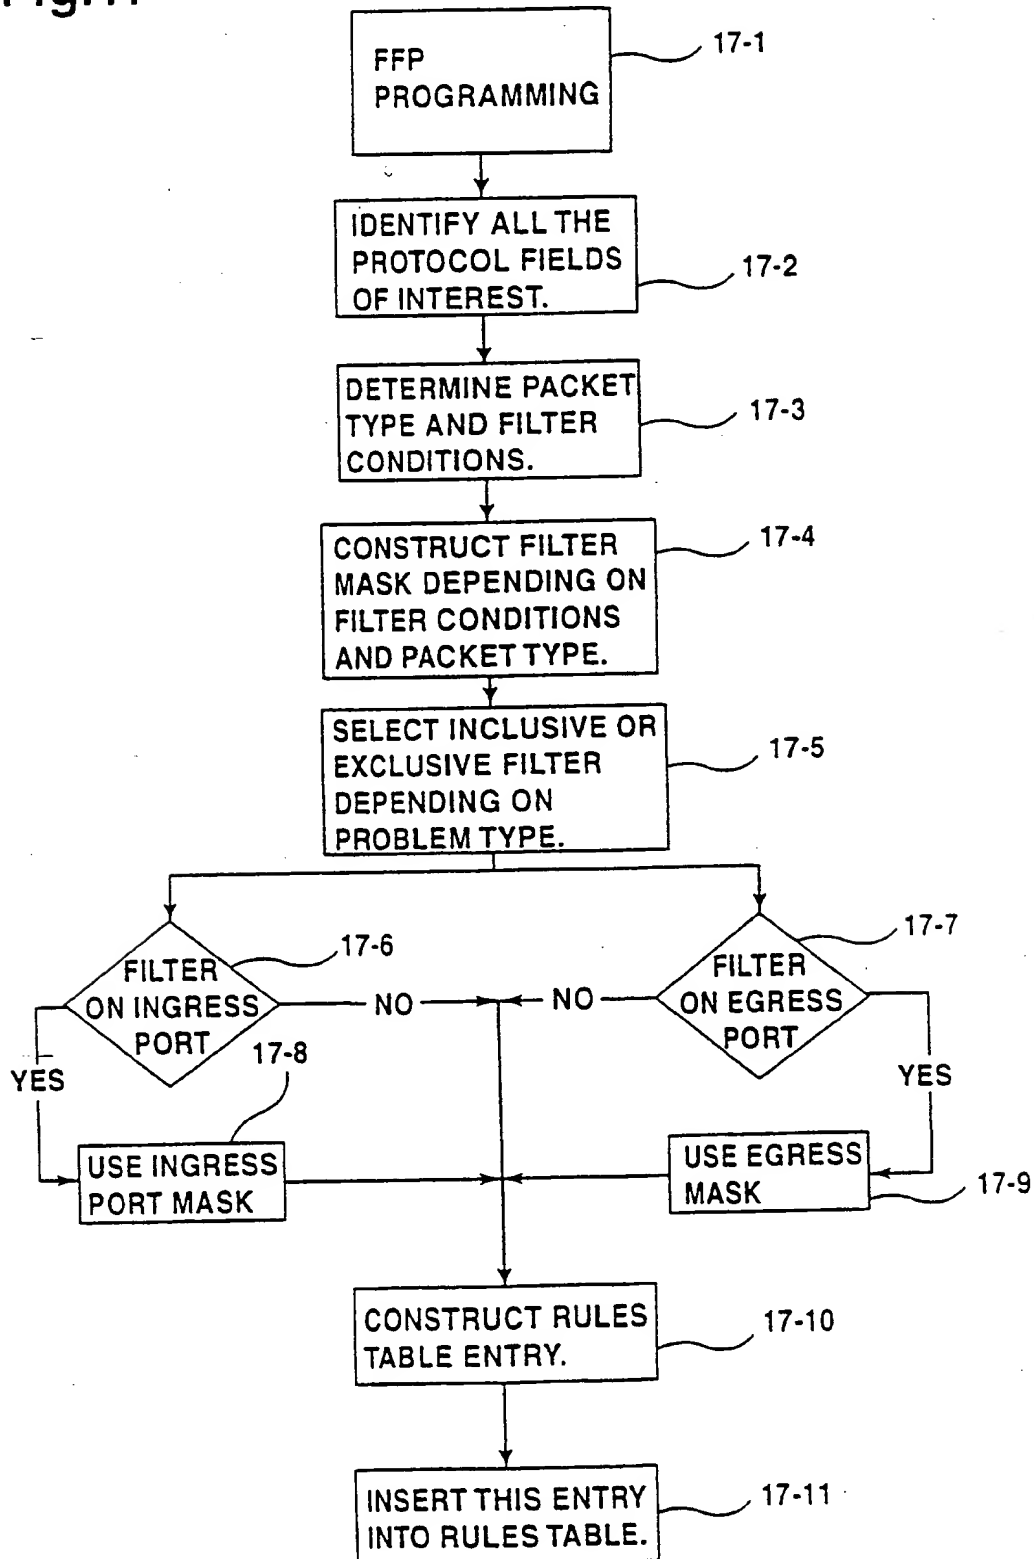 FFP
PROGRAMMING
17-1
IDENTIFY ALL THE
PROTOCOL FIELDS
OF INTEREST.
17-2
DETERMINE PACKET
TYPE AND FILTER
CONDITIONS.
17-3
CONSTRUCT FILTER
MASK DEPENDING ON
FILTER CONDITIONS
AND PACKET TYPE.
17-4
SELECT INCLUSIVE OR
EXCLUSIVE FILTER
DEPENDING ON
PROBLEM TYPE.
17-5
FILTER
ON INGRESS
PORT
17-6
NO
NO
FILTER
ON EGRESS
PORT
17-7
YES
17-8
YES
USE INGRESS
PORT MASK
USE EGRESS
MASK
17-9
CONSTRUCT RULES
TABLE ENTRY.
17-10
INSERT THIS ENTRY
INTO RULES TABLE.
17-11